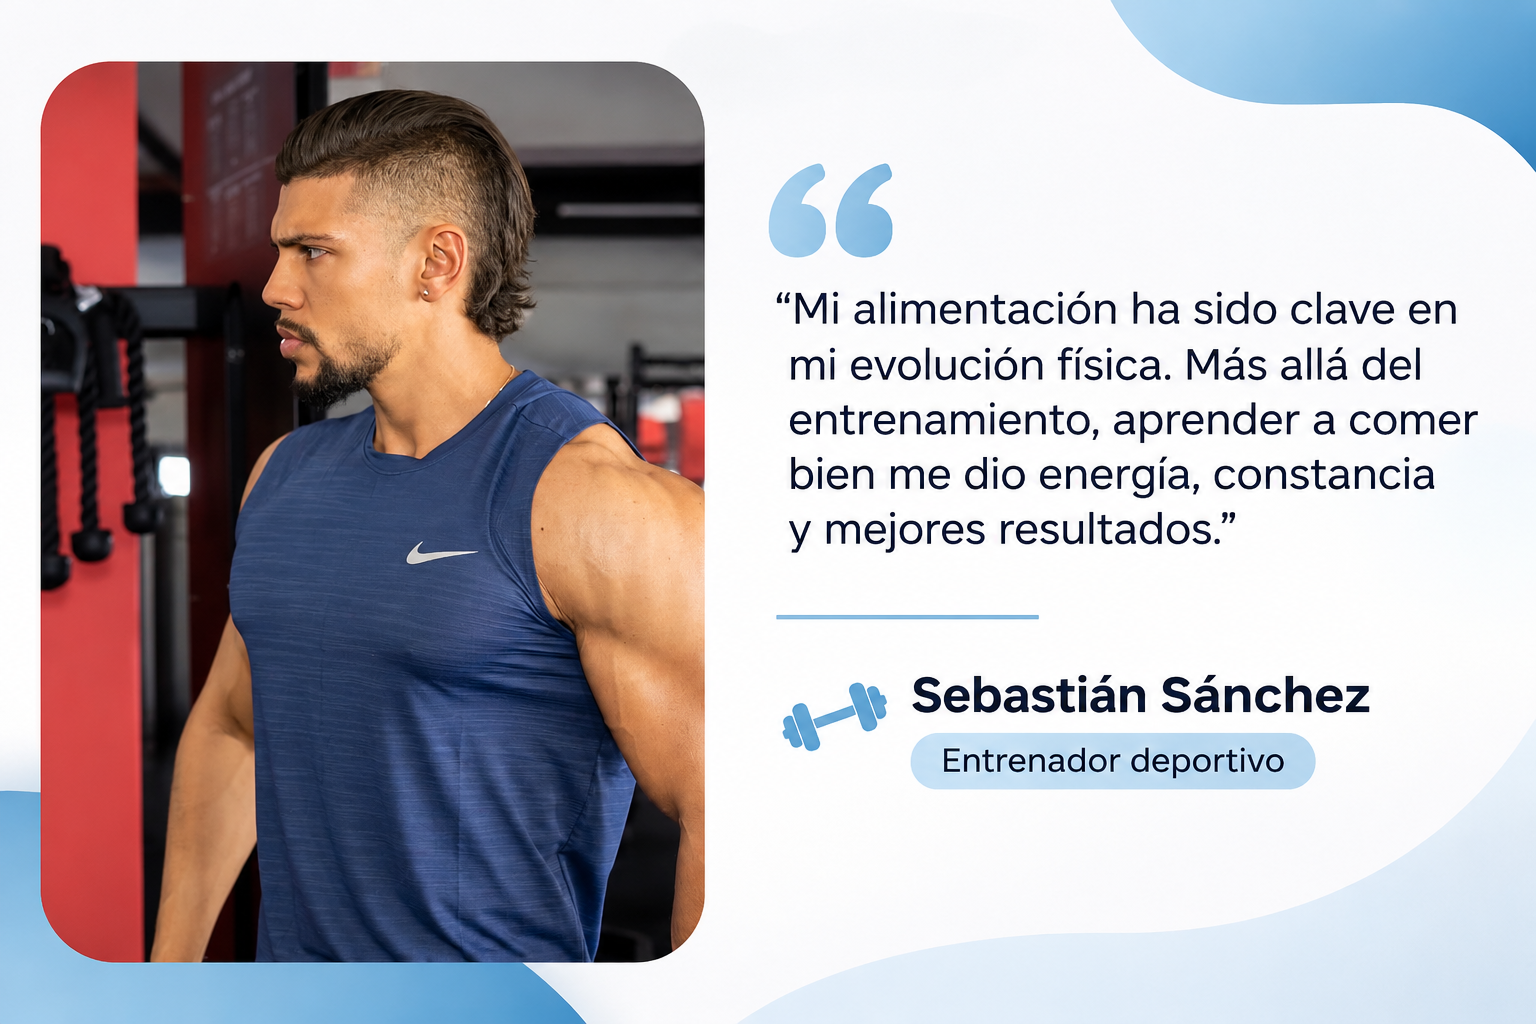 “Mi alimentación ha sido clave en
mi evolución física. Más allá del
entrenamiento, aprender a comer
bien me dio energía, constancia
y mejores resultados.”
Sebastián Sánchez
Entrenador deportivo